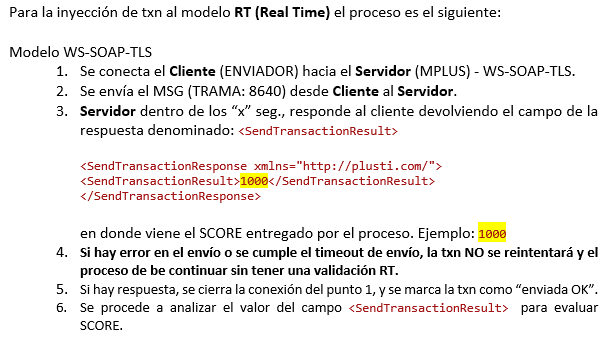 Para la inyección de txn al modelo RT (Real Time) el proceso es el siguiente:
Modelo WS-SOAP-TLS
1. Se conecta el Cliente (ENVIADOR) hacia el Servidor (MPLUS) - WS-SOAP-TLS.
2. Se envía el MSG (TRAMA: 8640) desde Cliente al Servidor.
3. Servidor dentro de los “x” seg., responde al cliente devolviendo el campo de la
respuesta denominado: <SendTransactionResult>
<SendTransactionResponse xmlns="http://plusti.com/">
<SendTransactionResult>1000</SendTransactionResult>
</SendTransactionResponse>
en donde viene el SCORE entregado por el proceso. Ejemplo: 1000
4. Si hay error en el envío o se cumple el timeout de envío, la txn NO se reintentará y el
proceso de be continuar sin tener una validación RT.
5. Si hay respuesta, se cierra la conexión del punto 1, y se marca la txn como “enviada OK”.
6. Se procede a analizar el valor del campo <SendTransactionResult> para evaluar
SCORE.